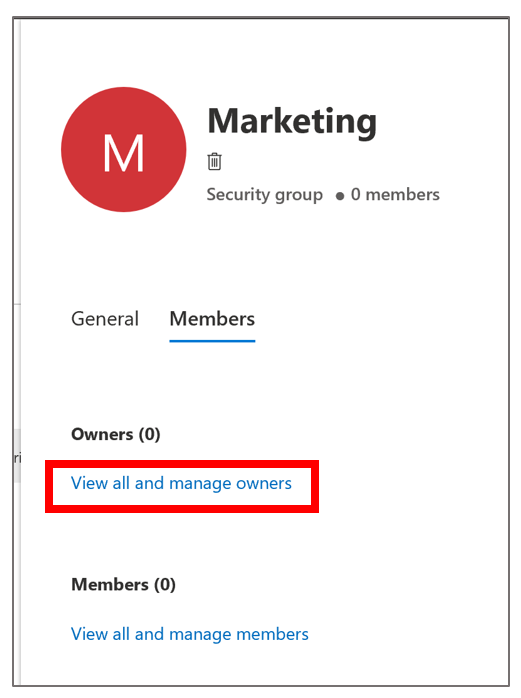 M
Marketing
Security group ● 0 members
General Members
Owners (0)
ri
View all and manage owners
Members (0)
View all and manage members